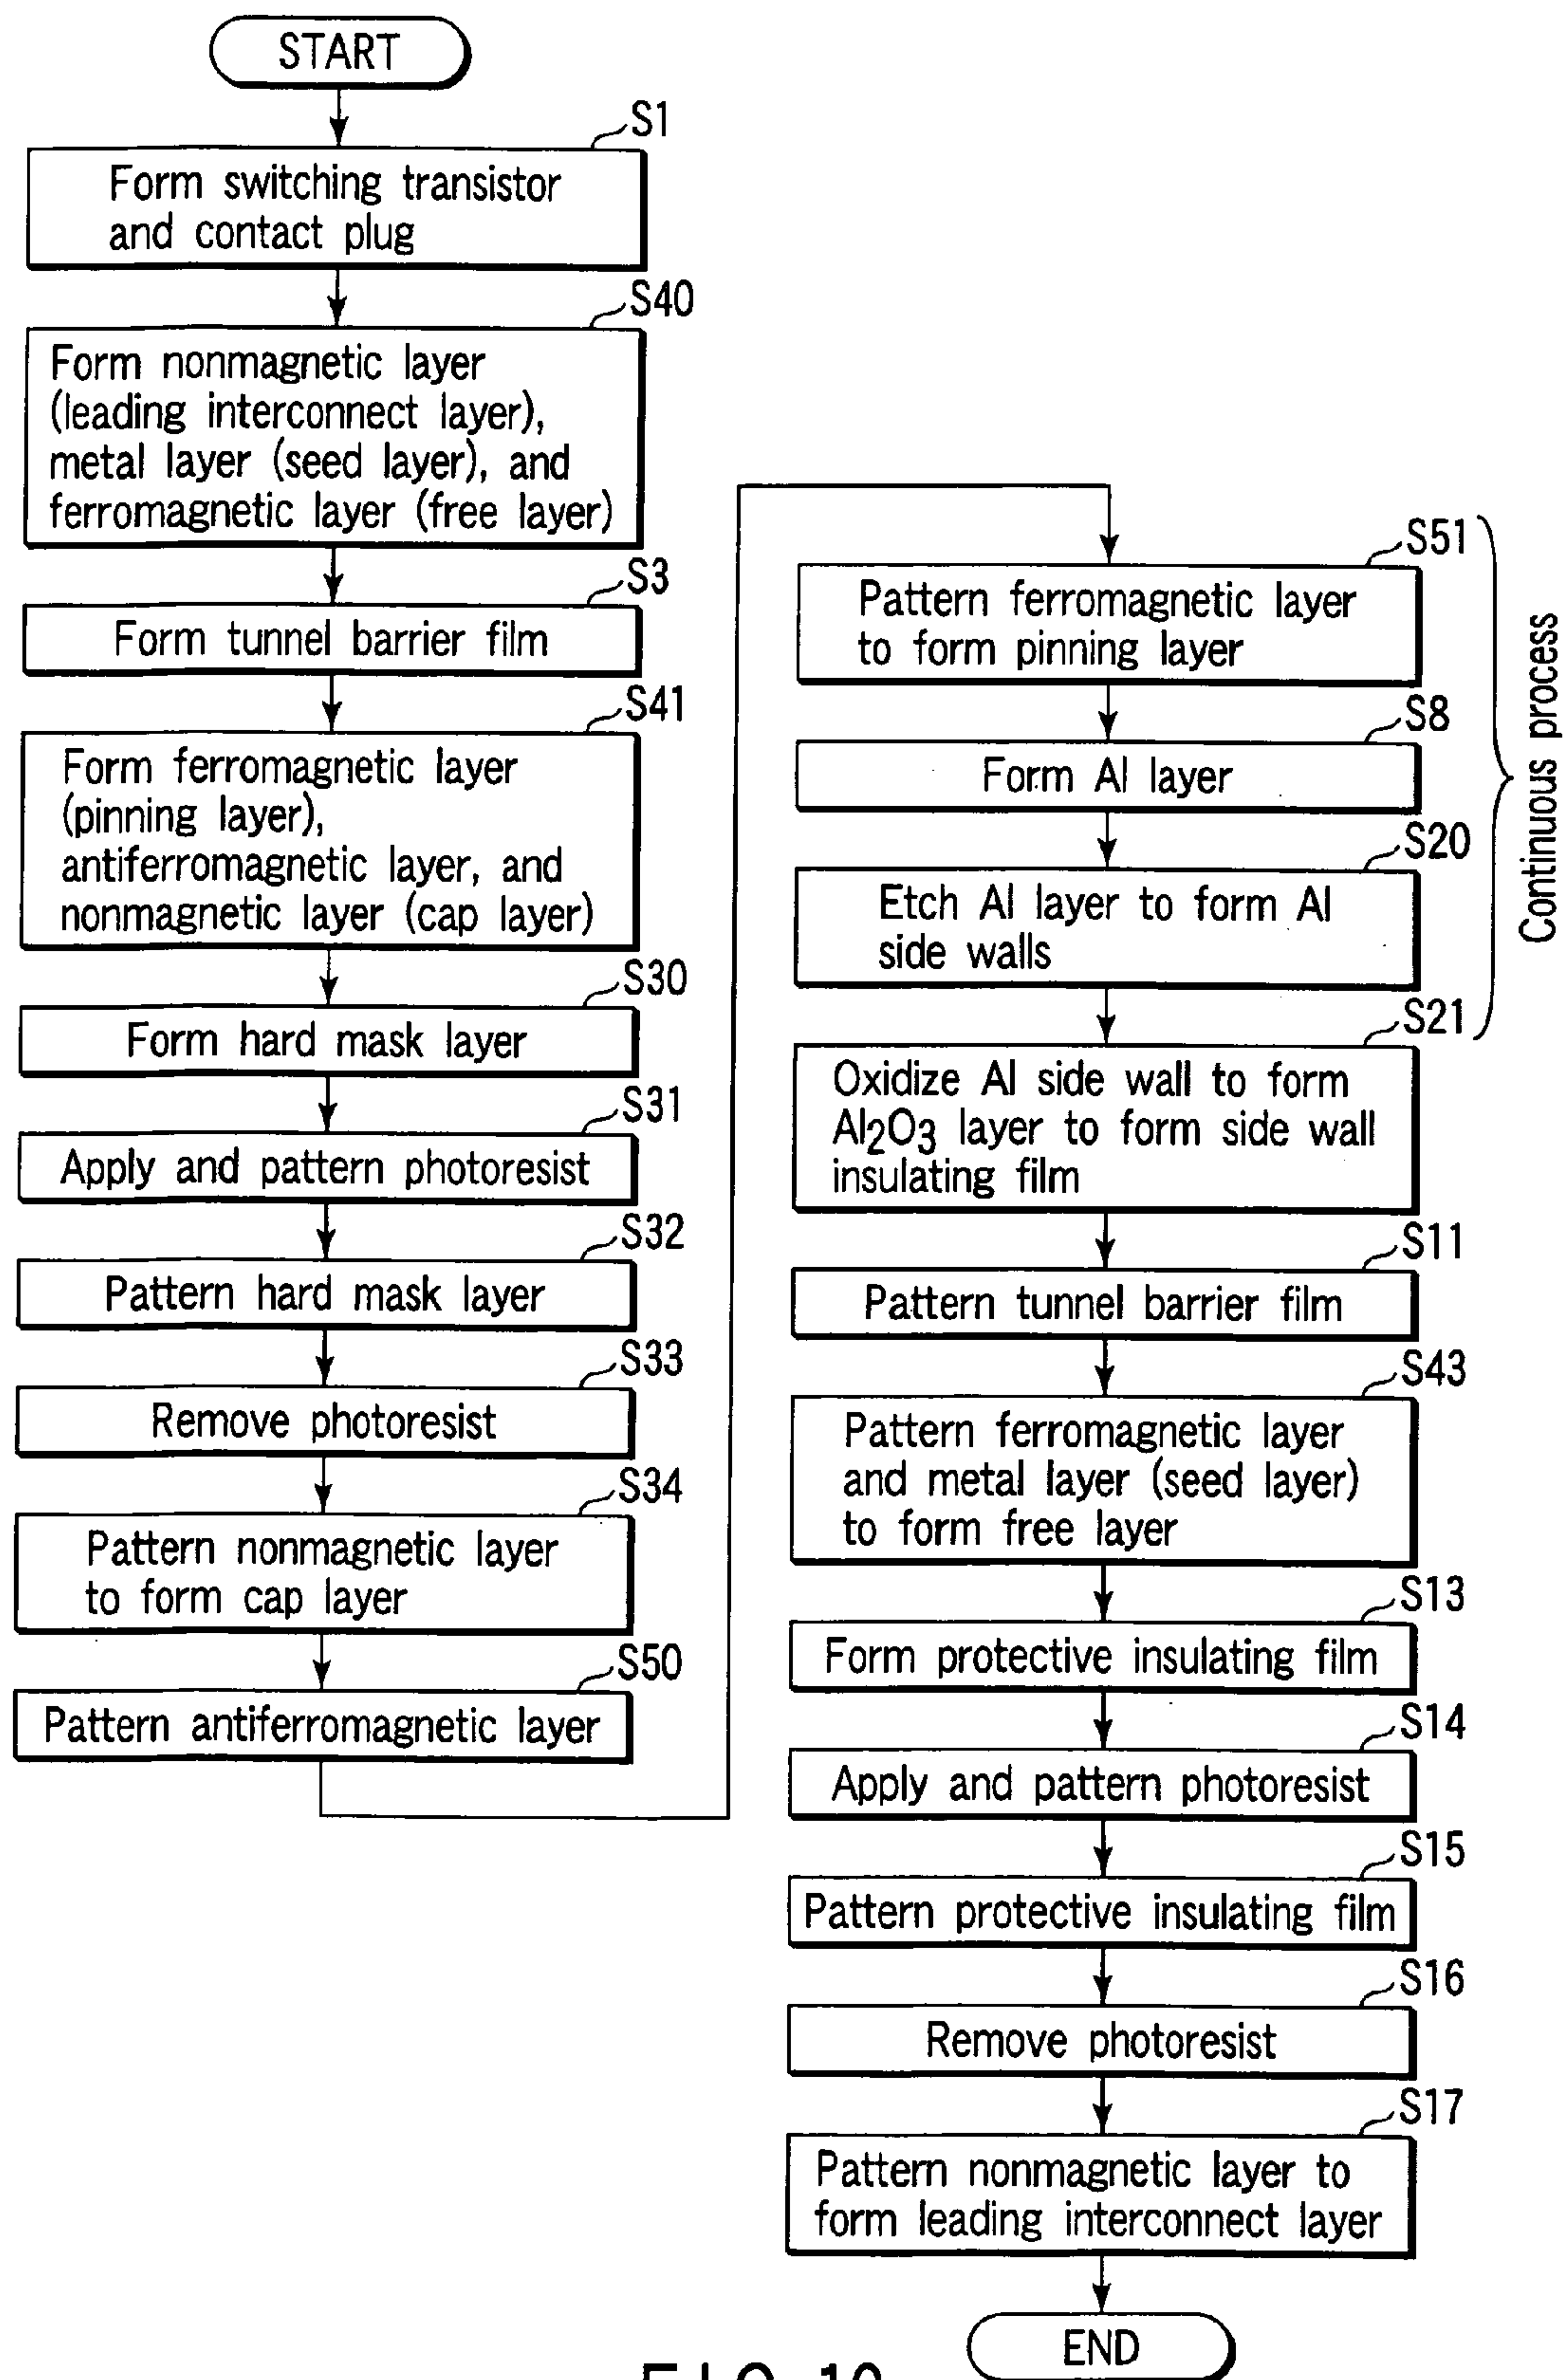 START
S1
Form switching transistor
and contact plug
S40
Form nonmagnetic layer
(leading interconnect layer),
metal layer (seed layer), and
ferromagnetic layer (free layer)
S3
Form tunnel barrier film
S41
Form ferromagnetic layer
(pinning layer),
antiferromagnetic layer, and
nonmagnetic layer (cap layer)
S30
Form hard mask layer
S31
Apply and pattern photoresist
S32
Pattern hard mask layer
S33
Remove photoresist
S34
Pattern nonmagnetic layer
to form cap layer
S50
Pattern antiferromagnetic layer
S51
Pattern ferromagnetic layer
to form pinning layer
S8
Form Al layer
S20
Etch Al layer to form Al
side walls
S21
Oxidize Al side wall to form
Al2O3 layer to form side wall
insulating film
Continuous process
S11
Pattern tunnel barrier film
S43
Pattern ferromagnetic layer
and metal layer (seed layer)
to form free layer
S13
Form protective insulating film
S14
Apply and pattern photoresist
S15
Pattern protective insulating film
S16
Remove photoresist
S17
Pattern nonmagnetic layer to
form leading interconnect layer
END